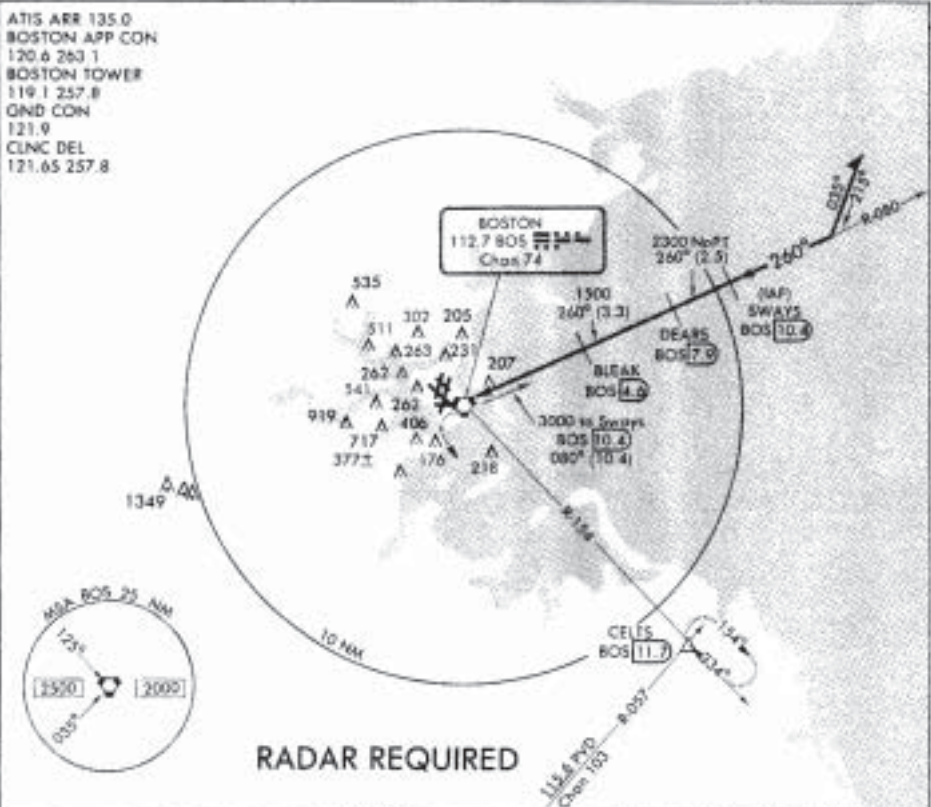 ATIS ARR 135.0
BOSTON APP CON
120.6 263 1
BOSTON TOWER
119.1 257.8
GND CON
121.9
CLNC DEL
121.65 257.8
BOSTON
112.7 BOS
Chan 74
035°
215°
R-080
2300 NoPT
260° (2.5)
260°
(IAF)
SWAYS
BOS 10.4
1500
260° (3.3)
DEARS
BOS 7.9
BLEAK
BOS 4.6
3000 to Sways
BOS 10.4
080° (10.4)
535
302
205
511
263
231
207
262
541
262
919
406
717
176
218
377±
1349
R-154
CELTS
BOS 11.7
154°
334°
R-057
115.6 PVD
Chan 103
10 NM
MSA BOS 25 NM
125°
2500
2000
035°
RADAR REQUIRED